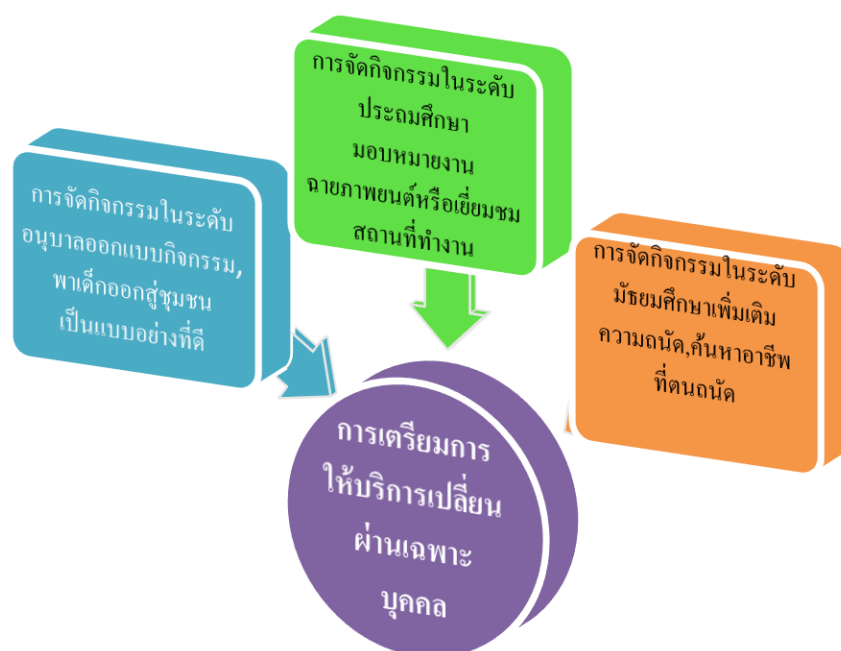 การจัดกิจกรรมในระดับ
อนุบาลออกแบบกิจกรรม,
พาเด็กออกสู่ชุมชน
เป็นแบบอย่างที่ดี
การจัดกิจกรรมในระดับ
ประถมศึกษา
มอบหมายงาน
ฉายภาพยนต์หรือเยี่ยมชม
สถานที่ทำงาน
การจัดกิจกรรมในระดับ
มัธยมศึกษาเพิ่มเติม
ความถนัด,ค้นหาอาชีพ
ที่ตนถนัด
การเตรียมการ
ให้บริการเปลี่ยน
ผ่านเฉพาะ
บุคคล